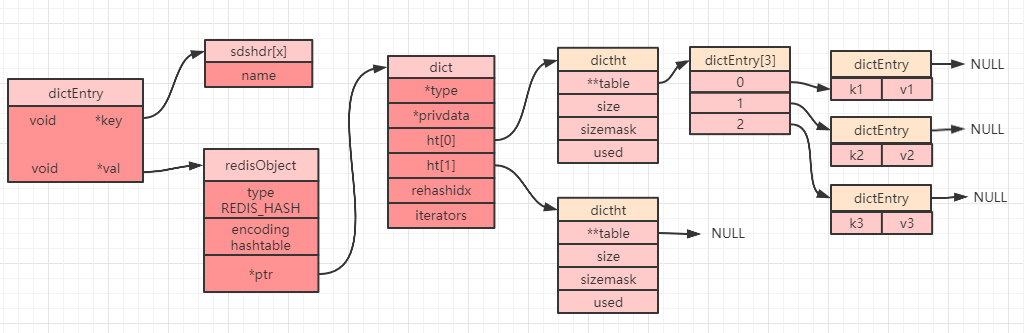 dictEntry
void *key
void *val
sdshdr[x]
name
redisObject
type
REDIS_HASH
encoding
hashtable
*ptr
dict
*type
*privdata
ht[0]
ht[1]
rehashidx
iterators
dictht
**table
size
sizemask
used
dictht
**table
size
sizemask
used
NULL
dictEntry[3]
0
1
2
dictEntry
k1 v1
NULL
dictEntry
k2 v2
NULL
dictEntry
k3 v3
NULL